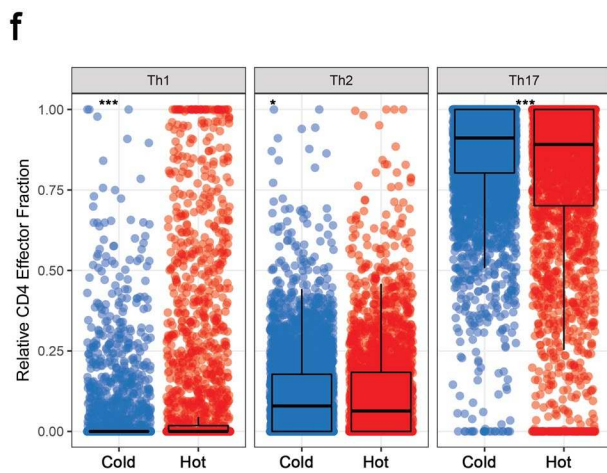 f
Th1 Th2 Th17
*** * ***
1.00
0.75
0.50
0.25
0.00
Relative CD4 Effector Fraction
Cold Hot Cold Hot Cold Hot